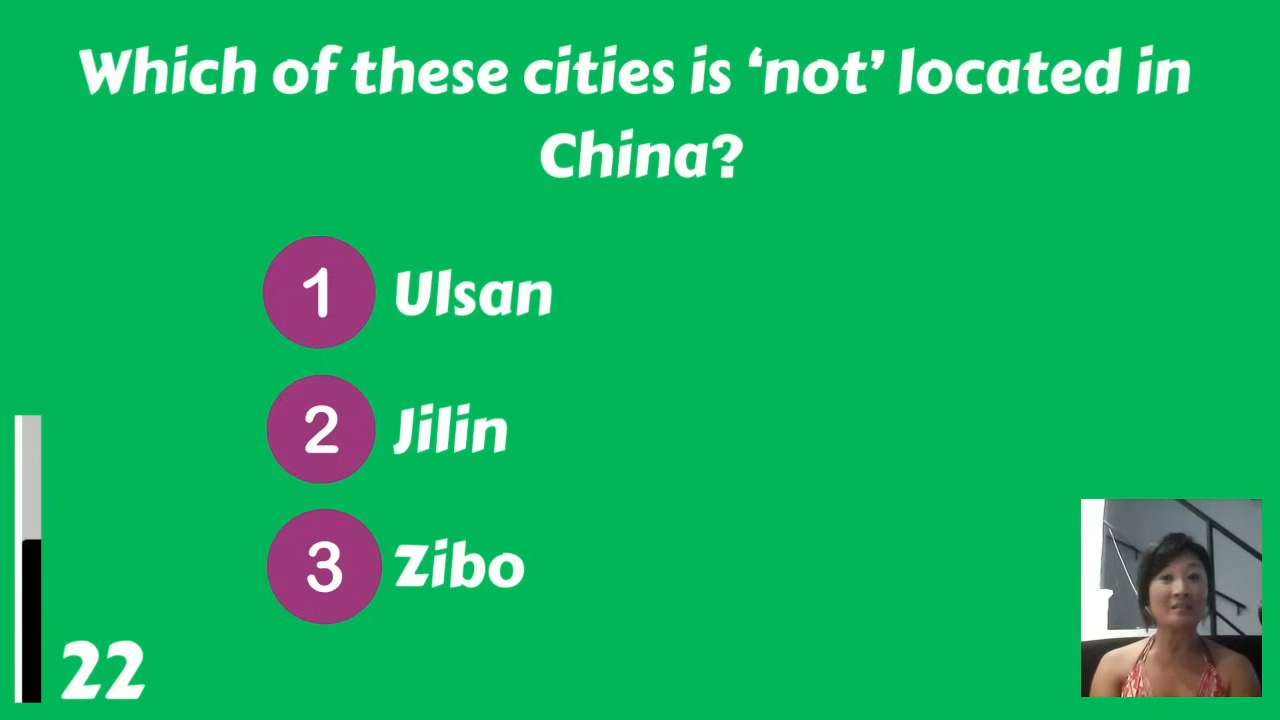 Which of these cities is ‘not’ located in
China?
1 Ulsan
2 Jilin
3 Zibo
22